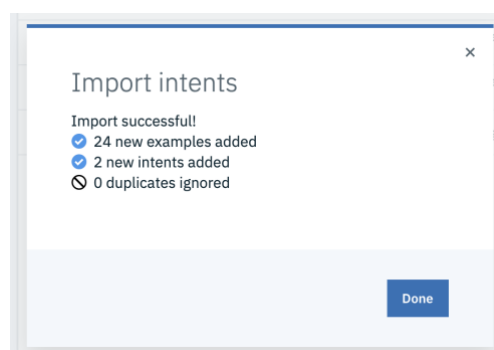 ×
Import intents
Import successful!
24 new examples added
2 new intents added
0 duplicates ignored
Done